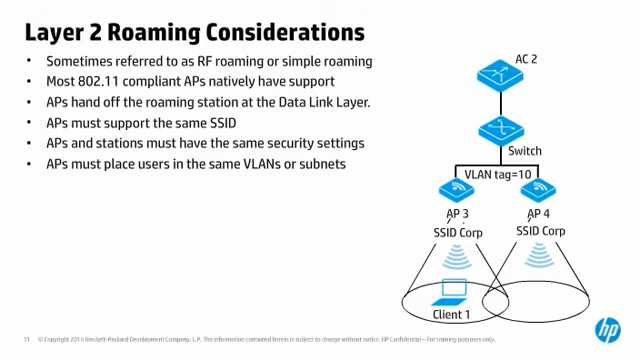 Layer 2 Roaming Considerations
• Sometimes referred to as RF roaming or simple roaming
• Most 802.11 compliant APs natively have support
• APs hand off the roaming station at the Data Link Layer.
• APs must support the same SSID
• APs and stations must have the same security settings
• APs must place users in the same VLANs or subnets
AC 2
Switch
VLAN tag=10
AP 3
AP 4
SSID Corp
SSID Corp
Client 1
11 © Copyright 2014 Hewlett-Packard Development Company, L.P. The information contained herein is subject to change without notice. HP Confidential – For training purposes only.
hp